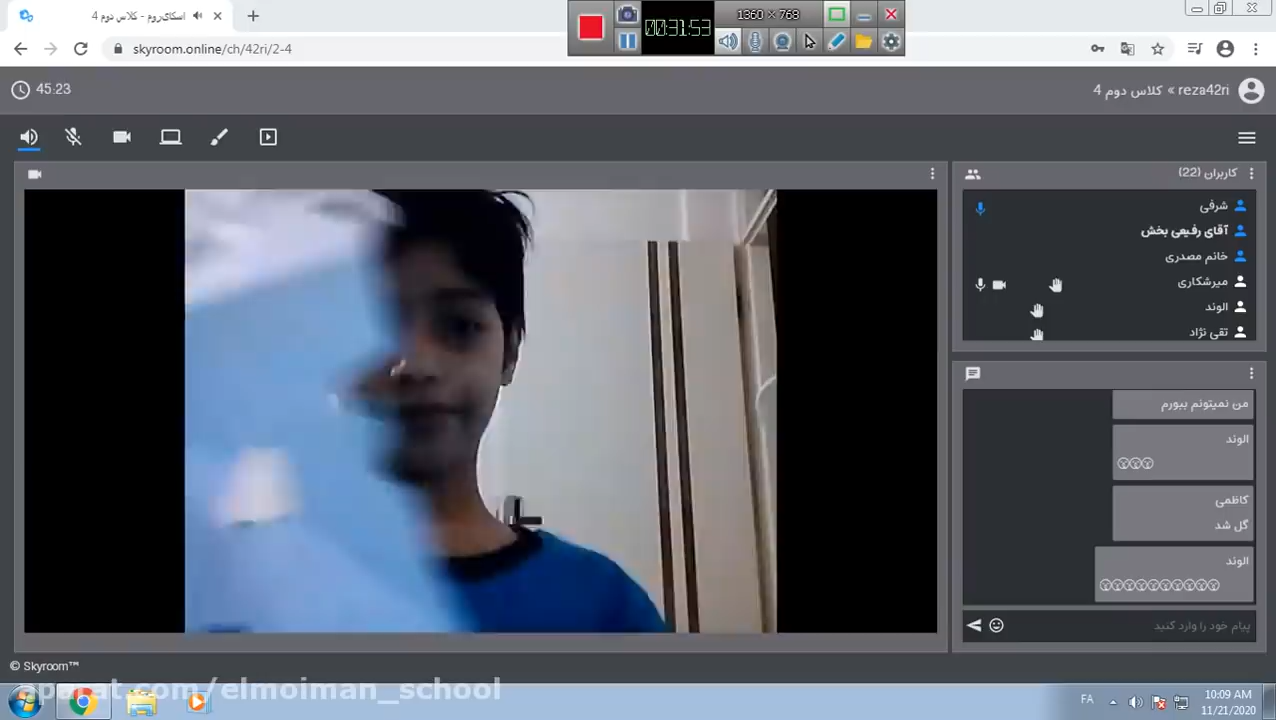 اسکای‌روم - کلاس دوم 4
1360 × 768
00:31:53
skyroom.online/ch/42ri/2-4
45:23
کلاس دوم 4 « reza42ri
کاربران (22)
شرفی
آقای رفیعی بخش
خانم مصدری
میرشکاری
الوند
تقی نژاد
من نمیتونم ببورم
الوند
کاظمی
گل شد
الوند
پیام خود را وارد کنید
© Skyroom™
aparat.com/elmoiman_school
FA
10:09 AM
11/21/2020